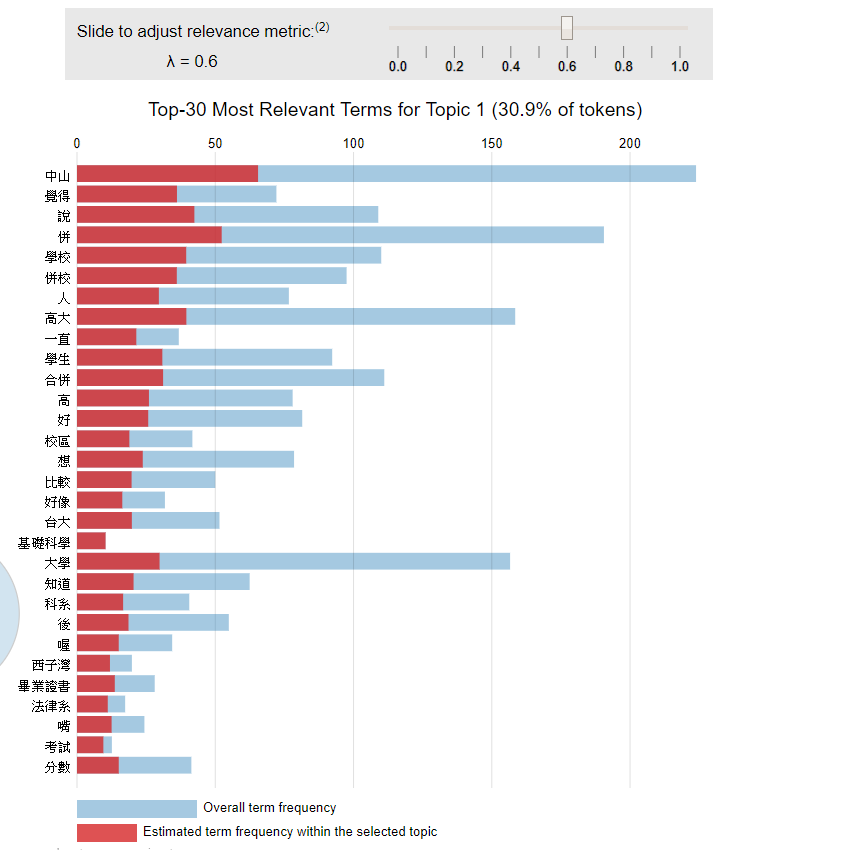 Slide to adjust relevance metric:(2)
λ = 0.6
0.0 0.2 0.4 0.6 0.8 1.0
Top-30 Most Relevant Terms for Topic 1 (30.9% of tokens)
0 50 100 150 200
中山
覺得
說
併
學校
併校
人
高大
一直
學生
合併
高
好
校區
想
比較
好像
台大
基礎科學
大學
知道
科系
後
喔
西子灣
畢業證書
法律系
嘴
考試
分數
Overall term frequency
Estimated term frequency within the selected topic